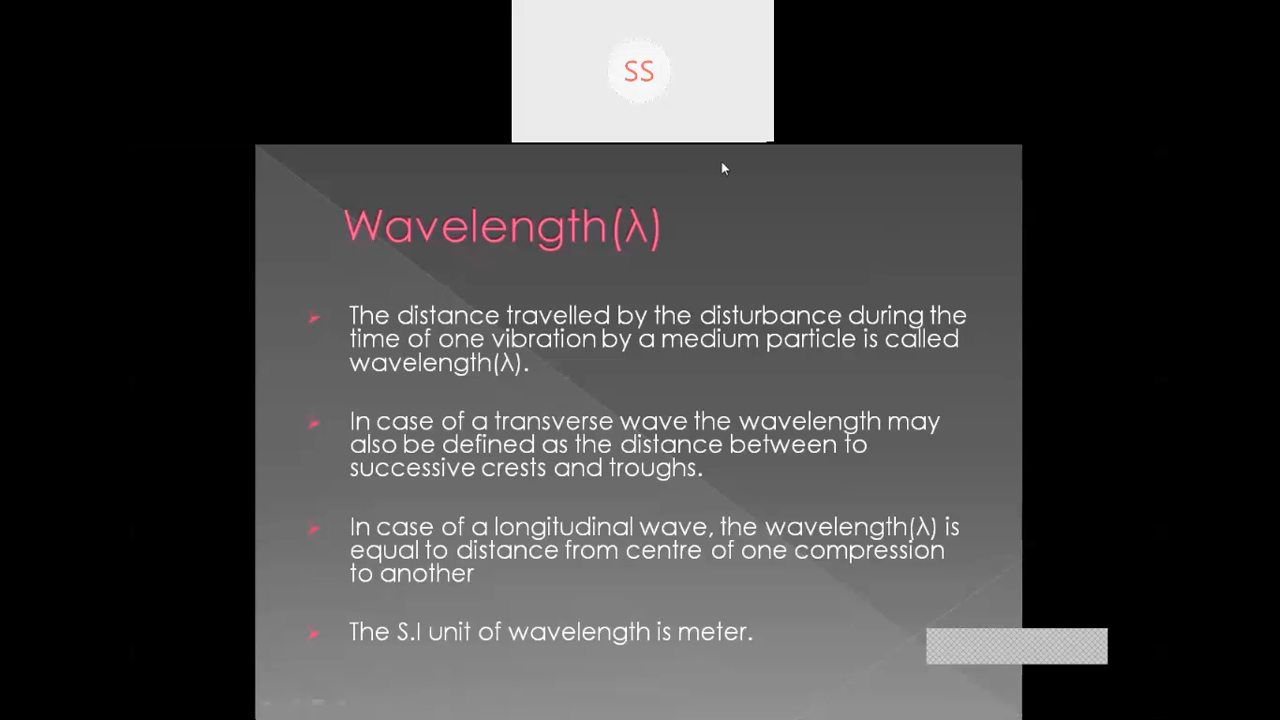 SS
Wavelength(λ)
The distance travelled by the disturbance during the
time of one vibration by a medium particle is called
wavelength(λ).
In case of a transverse wave the wavelength may
also be defined as the distance between to
successive crests and troughs.
In case of a longitudinal wave, the wavelength(λ) is
equal to distance from centre of one compression
to another
The S.I unit of wavelength is meter.